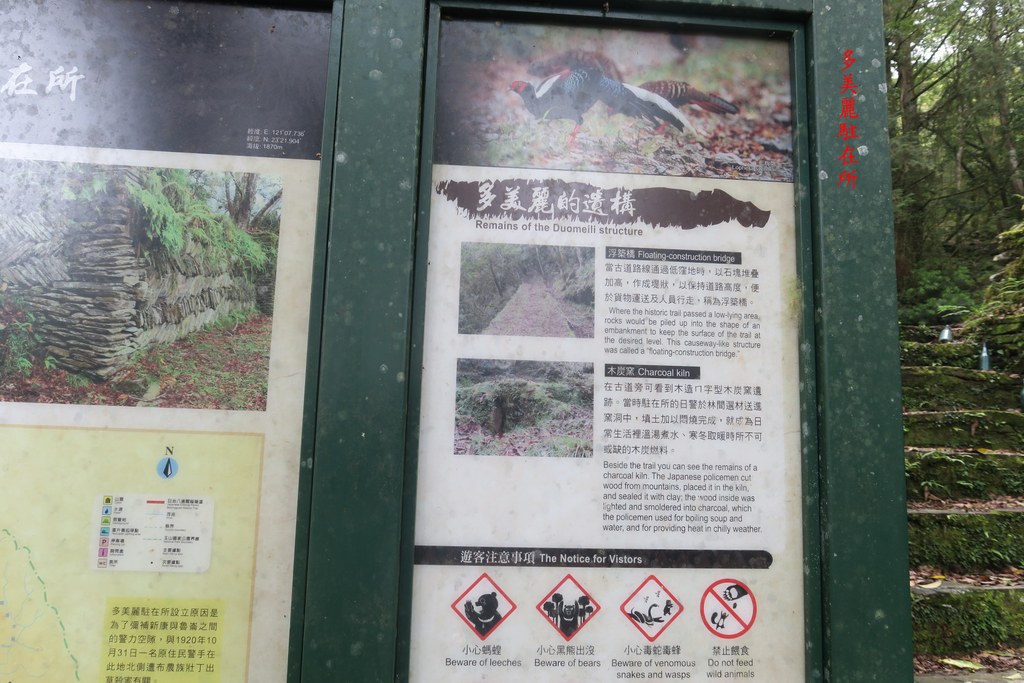 在所
經度: E: 121°07.736'
緯度: N: 23°21.904'
海拔: 1879m
N
多美麗駐在所設立原因是
為了彌補新康與魯崙之間
的警力空隙，與1920年10
月31日一名原住民警手在
此地北側遭布農族壯丁出
多美麗的遺構
Remains of the Duomeili structure
浮築橋 Floating-construction bridge
當古道路線通過低窪地時，以石塊堆疊
加高，作成堤狀，以保持道路高度，便
於貨物運送及人員行走，稱為浮築橋。
Where the historic trail passed a low-lying area,
rocks would be piled up into the shape of an
embankment to keep the surface of the trail at
the desired level. This causeway-like structure
was called a "floating-construction bridge."
木炭窯 Charcoal kiln
在古道旁可看到木造ㄇ字型木炭窯遺
跡。當時駐在所的日警於林間選材送進
窯洞中，填土加以悶燒完成，就成為日
常生活裡溫湯煮水、寒冬取暖時所不可
或缺的木炭燃料。
Beside the trail you can see the remains of a
charcoal kiln. The Japanese policemen cut
wood from mountains, placed it in the kiln,
and sealed it with clay; the wood inside was
lighted and smoldered into charcoal, which
the policemen used for boiling soup and
water, and for providing heat in chilly weather.
遊客注意事項 The Notice for Vistors
小心螞蝗
Beware of leeches
小心黑熊出沒
Beware of bears
小心毒蛇毒蜂
Beware of venomous
snakes and wasps
禁止餵食
Do not feed
wild animals
多美麗駐在所